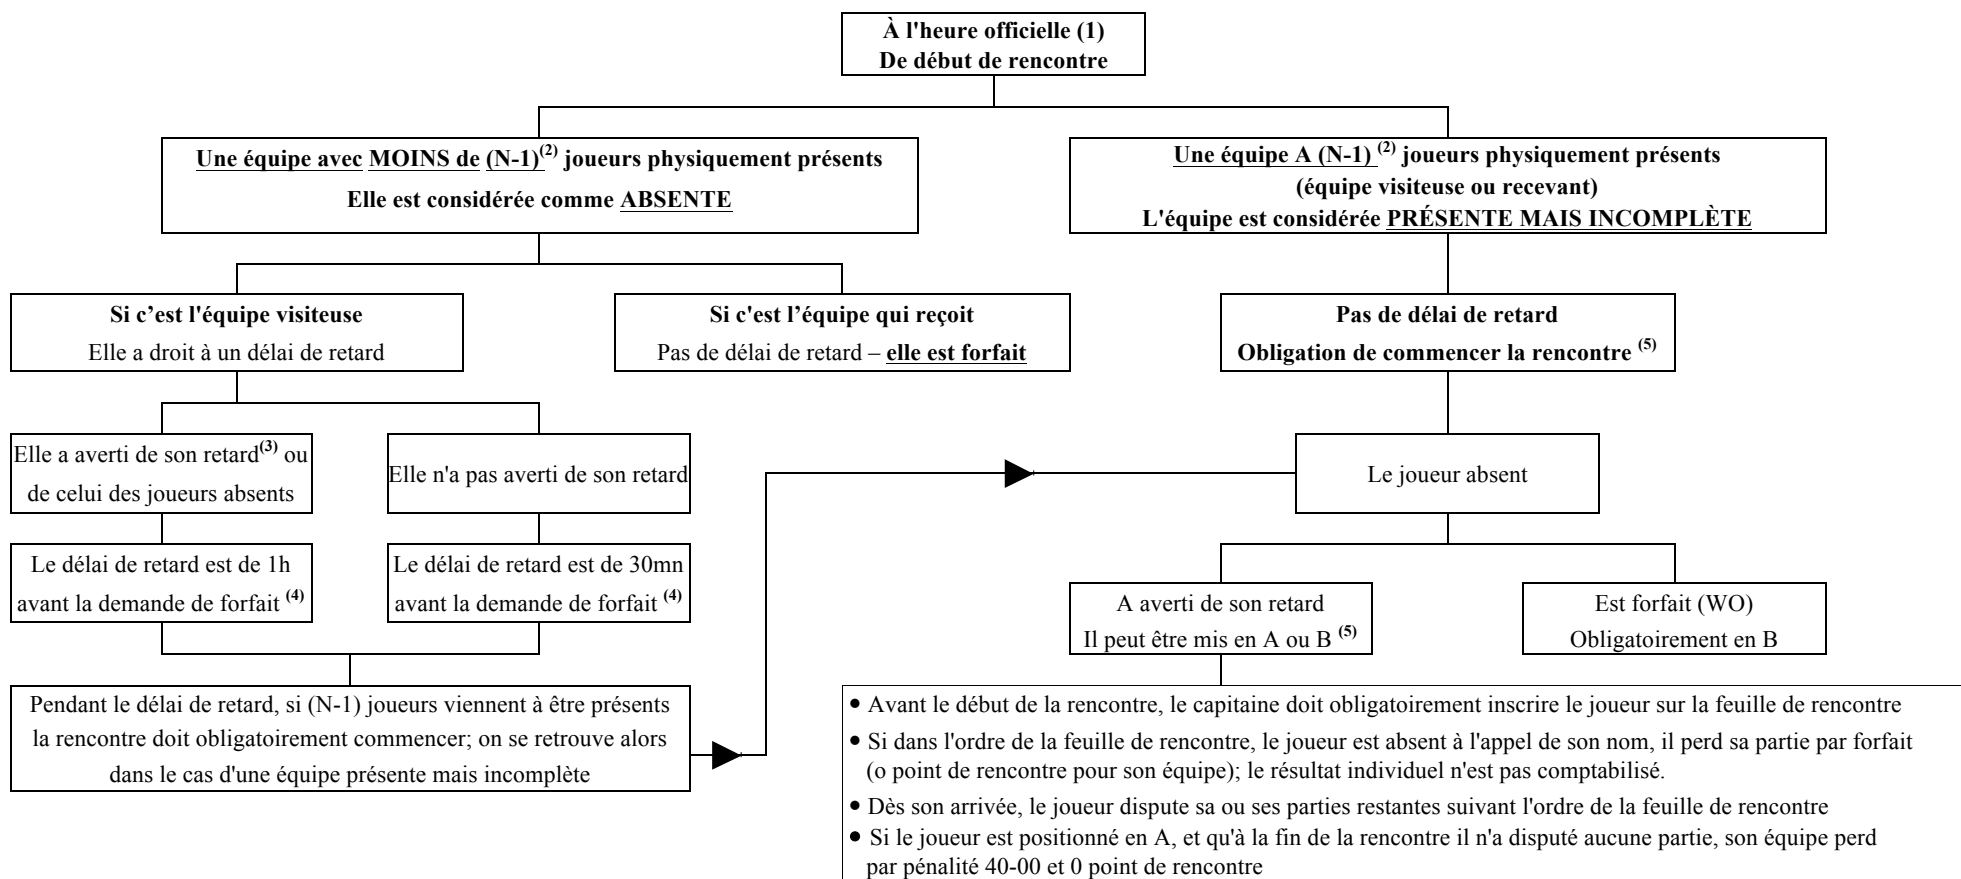 À l'heure officielle (1)
De début de rencontre
Une équipe avec MOINS de (N-1)(2) joueurs physiquement présents
Elle est considérée comme ABSENTE
Une équipe A (N-1) (2) joueurs physiquement présents
(équipe visiteuse ou recevant)
L'équipe est considérée PRÉSENTE MAIS INCOMPLÈTE
Si c’est l'équipe visiteuse
Elle a droit à un délai de retard
Si c'est l’équipe qui reçoit
Pas de délai de retard – elle est forfait
Pas de délai de retard
Obligation de commencer la rencontre (5)
Elle a averti de son retard(3) ou
de celui des joueurs absents
Elle n'a pas averti de son retard
Le joueur absent
Le délai de retard est de 1h
avant la demande de forfait (4)
Le délai de retard est de 30mn
avant la demande de forfait (4)
A averti de son retard
Il peut être mis en A ou B (5)
Est forfait (WO)
Obligatoirement en B
Pendant le délai de retard, si (N-1) joueurs viennent à être présents
la rencontre doit obligatoirement commencer; on se retrouve alors
dans le cas d'une équipe présente mais incomplète
• Avant le début de la rencontre, le capitaine doit obligatoirement inscrire le joueur sur la feuille de rencontre
• Si dans l'ordre de la feuille de rencontre, le joueur est absent à l'appel de son nom, il perd sa partie par forfait
(o point de rencontre pour son équipe); le résultat individuel n'est pas comptabilisé.
• Dès son arrivée, le joueur dispute sa ou ses parties restantes suivant l'ordre de la feuille de rencontre
• Si le joueur est positionné en A, et qu'à la fin de la rencontre il n'a disputé aucune partie, son équipe perd
par pénalité 40-00 et 0 point de rencontre